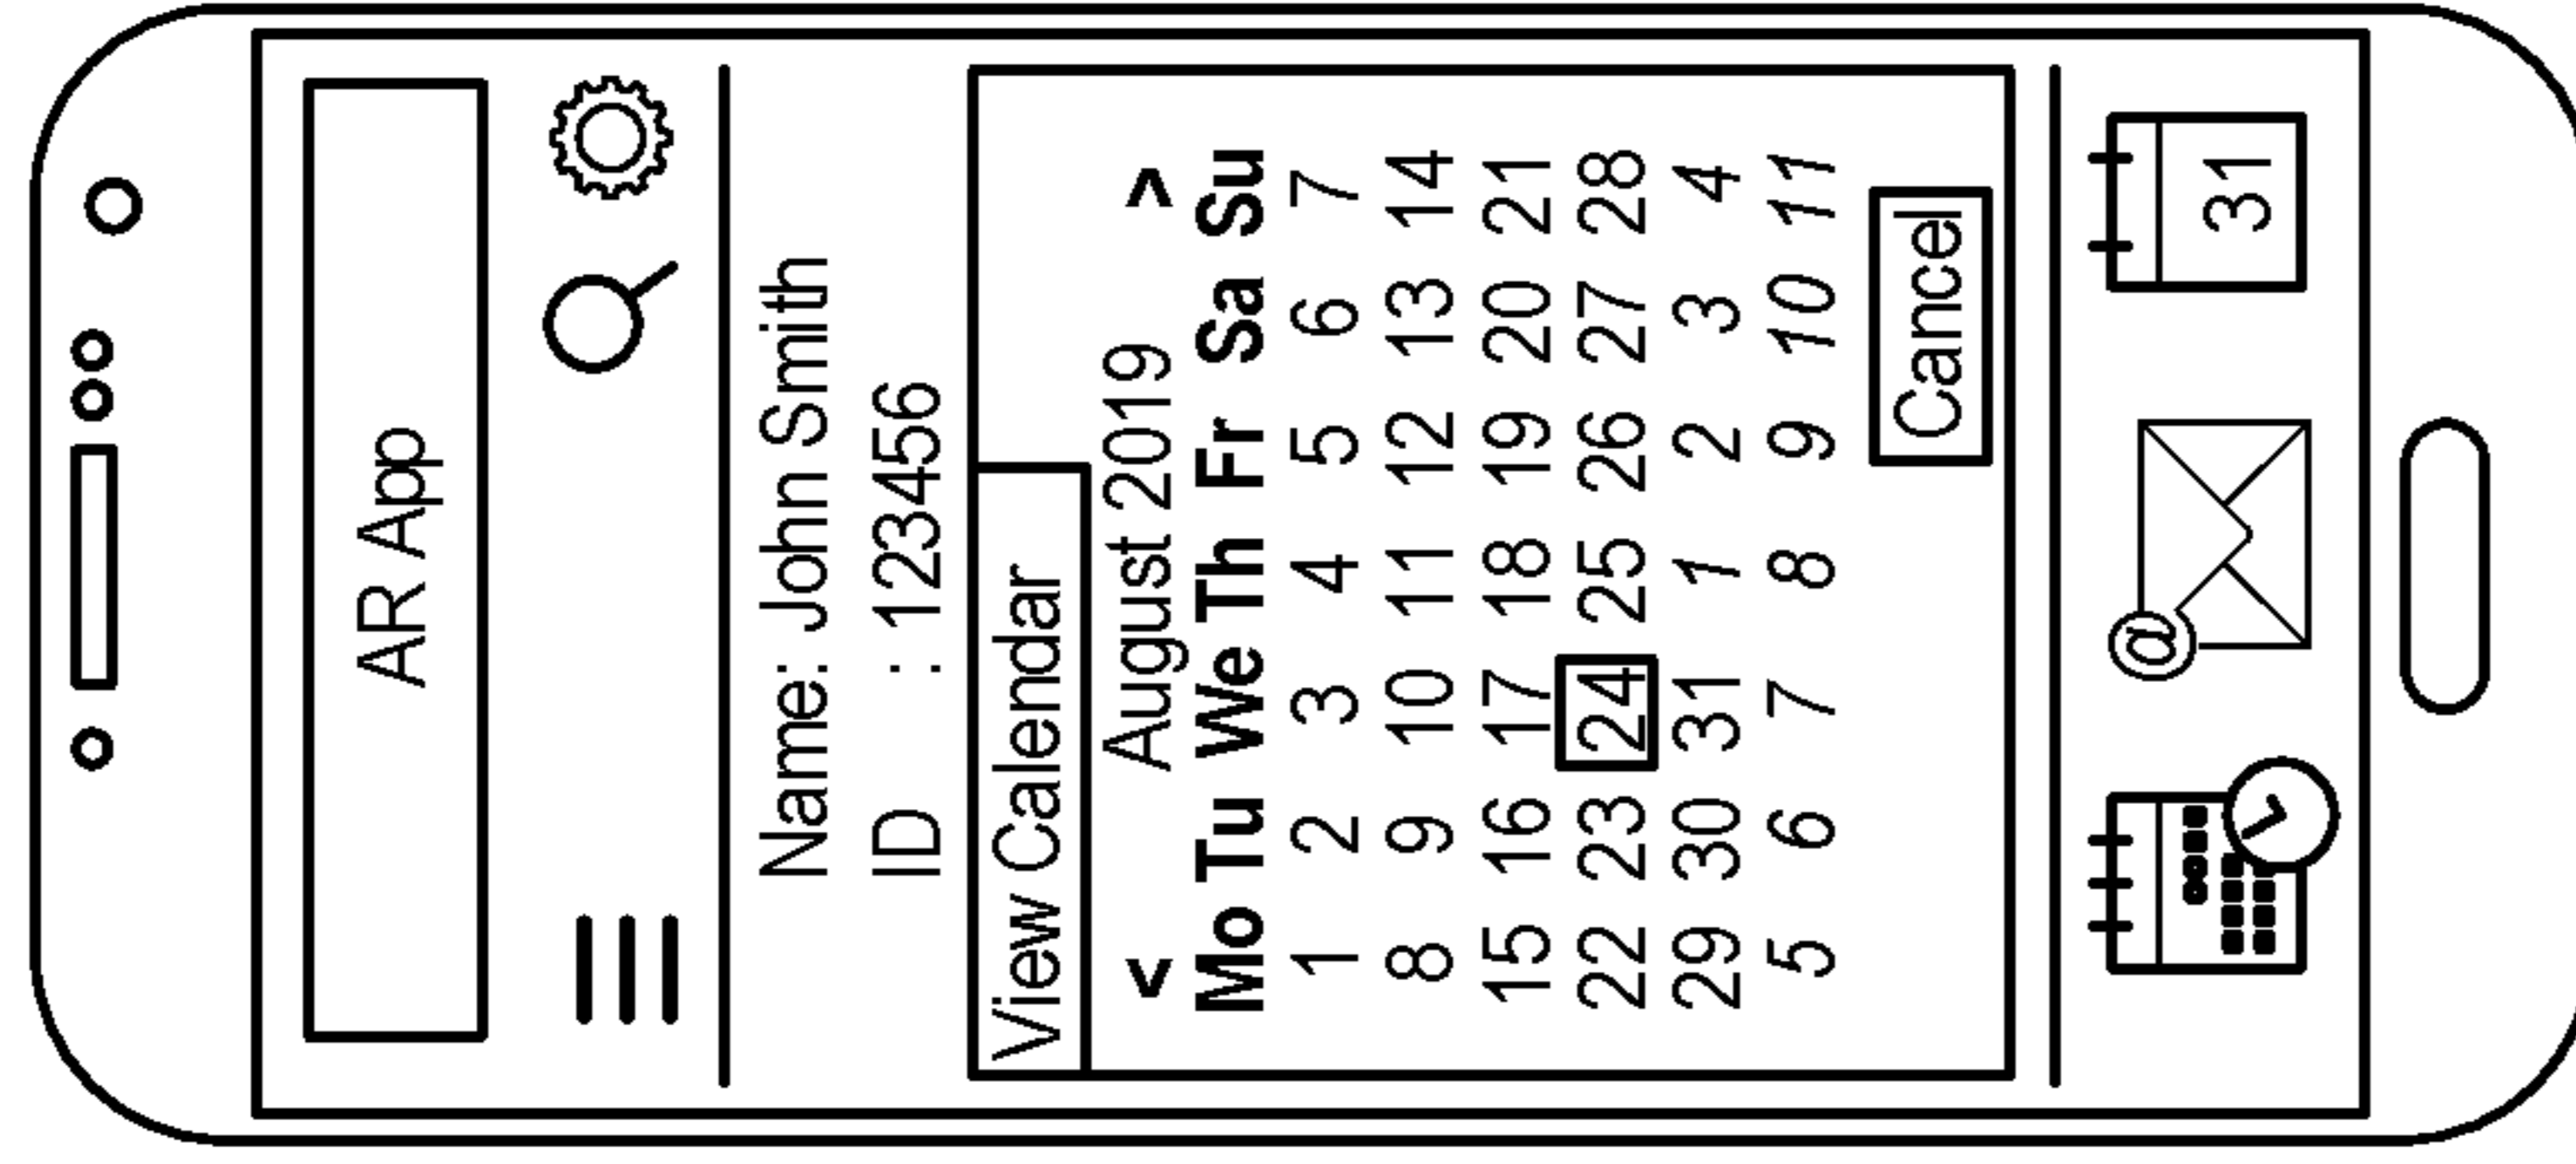 AR App
Name: John Smith
ID : 123456
View Calendar
< August 2019 >
Mo Tu We Th Fr Sa Su
1 2 3 4 5 6 7
8 9 10 11 12 13 14
15 16 17 18 19 20 21
22 23 24 25 26 27 28
29 30 31 1 2 3 4
5 6 7 8 9 10 11
Cancel
@
31